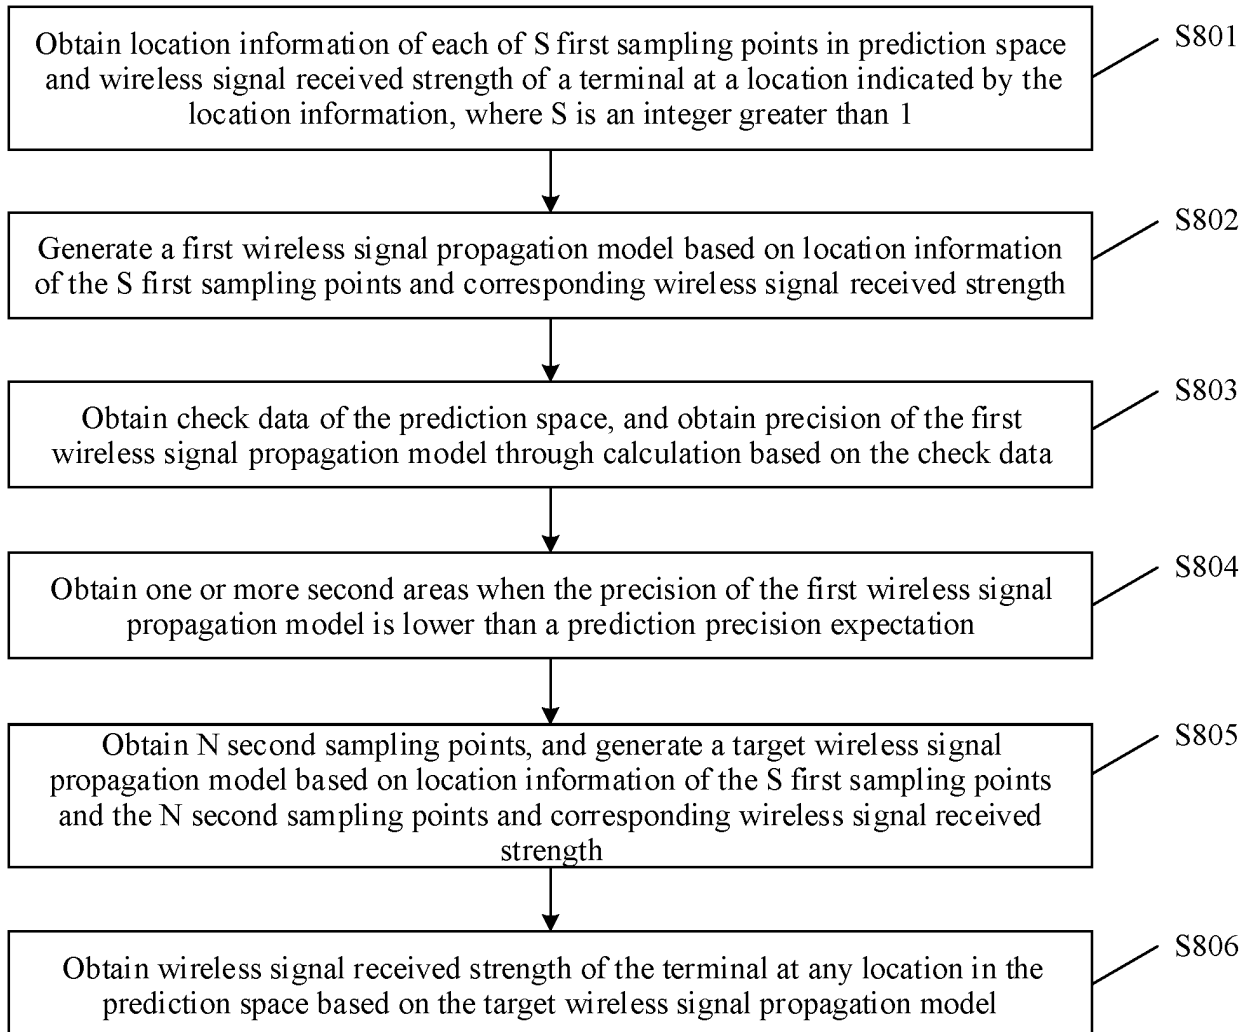 Obtain location information of each of S first sampling points in prediction space
and wireless signal received strength of a terminal at a location indicated by the
location information, where S is an integer greater than 1
S801
Generate a first wireless signal propagation model based on location information
of the S first sampling points and corresponding wireless signal received strength
S802
Obtain check data of the prediction space, and obtain precision of the first
wireless signal propagation model through calculation based on the check data
S803
Obtain one or more second areas when the precision of the first wireless signal
propagation model is lower than a prediction precision expectation
S804
Obtain N second sampling points, and generate a target wireless signal
propagation model based on location information of the S first sampling points
and the N second sampling points and corresponding wireless signal received
strength
S805
Obtain wireless signal received strength of the terminal at any location in the
prediction space based on the target wireless signal propagation model
S806